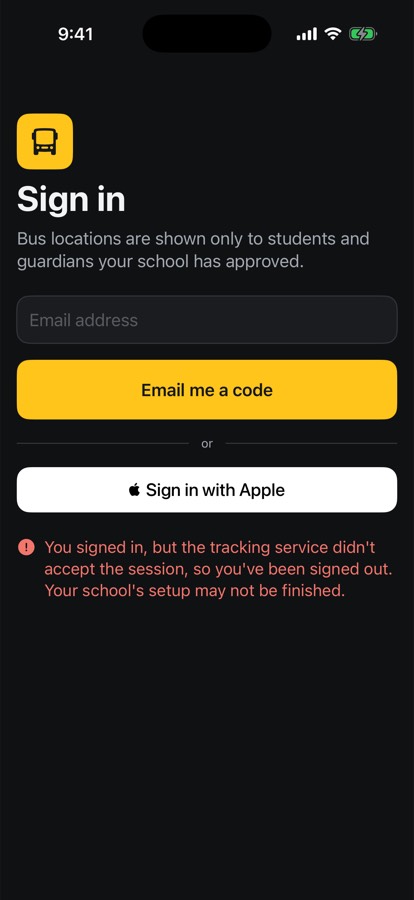 9:41
Sign in
Bus locations are shown only to students and
guardians your school has approved.
Email address
Email me a code
or
Sign in with Apple
You signed in, but the tracking service didn't
accept the session, so you've been signed out.
Your school's setup may not be finished.